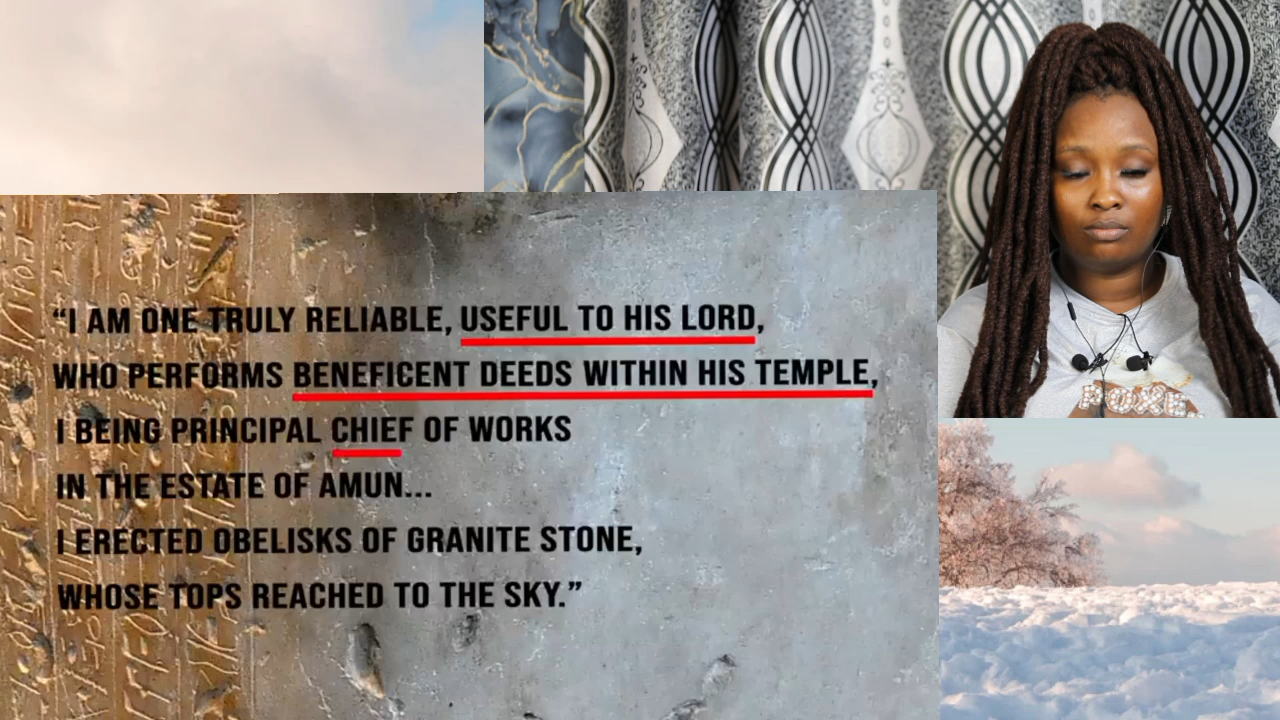 “I AM ONE TRULY RELIABLE, USEFUL TO HIS LORD,
WHO PERFORMS BENEFICENT DEEDS WITHIN HIS TEMPLE,
I BEING PRINCIPAL CHIEF OF WORKS
IN THE ESTATE OF AMUN...
I ERECTED OBELISKS OF GRANITE STONE,
WHOSE TOPS REACHED TO THE SKY.”